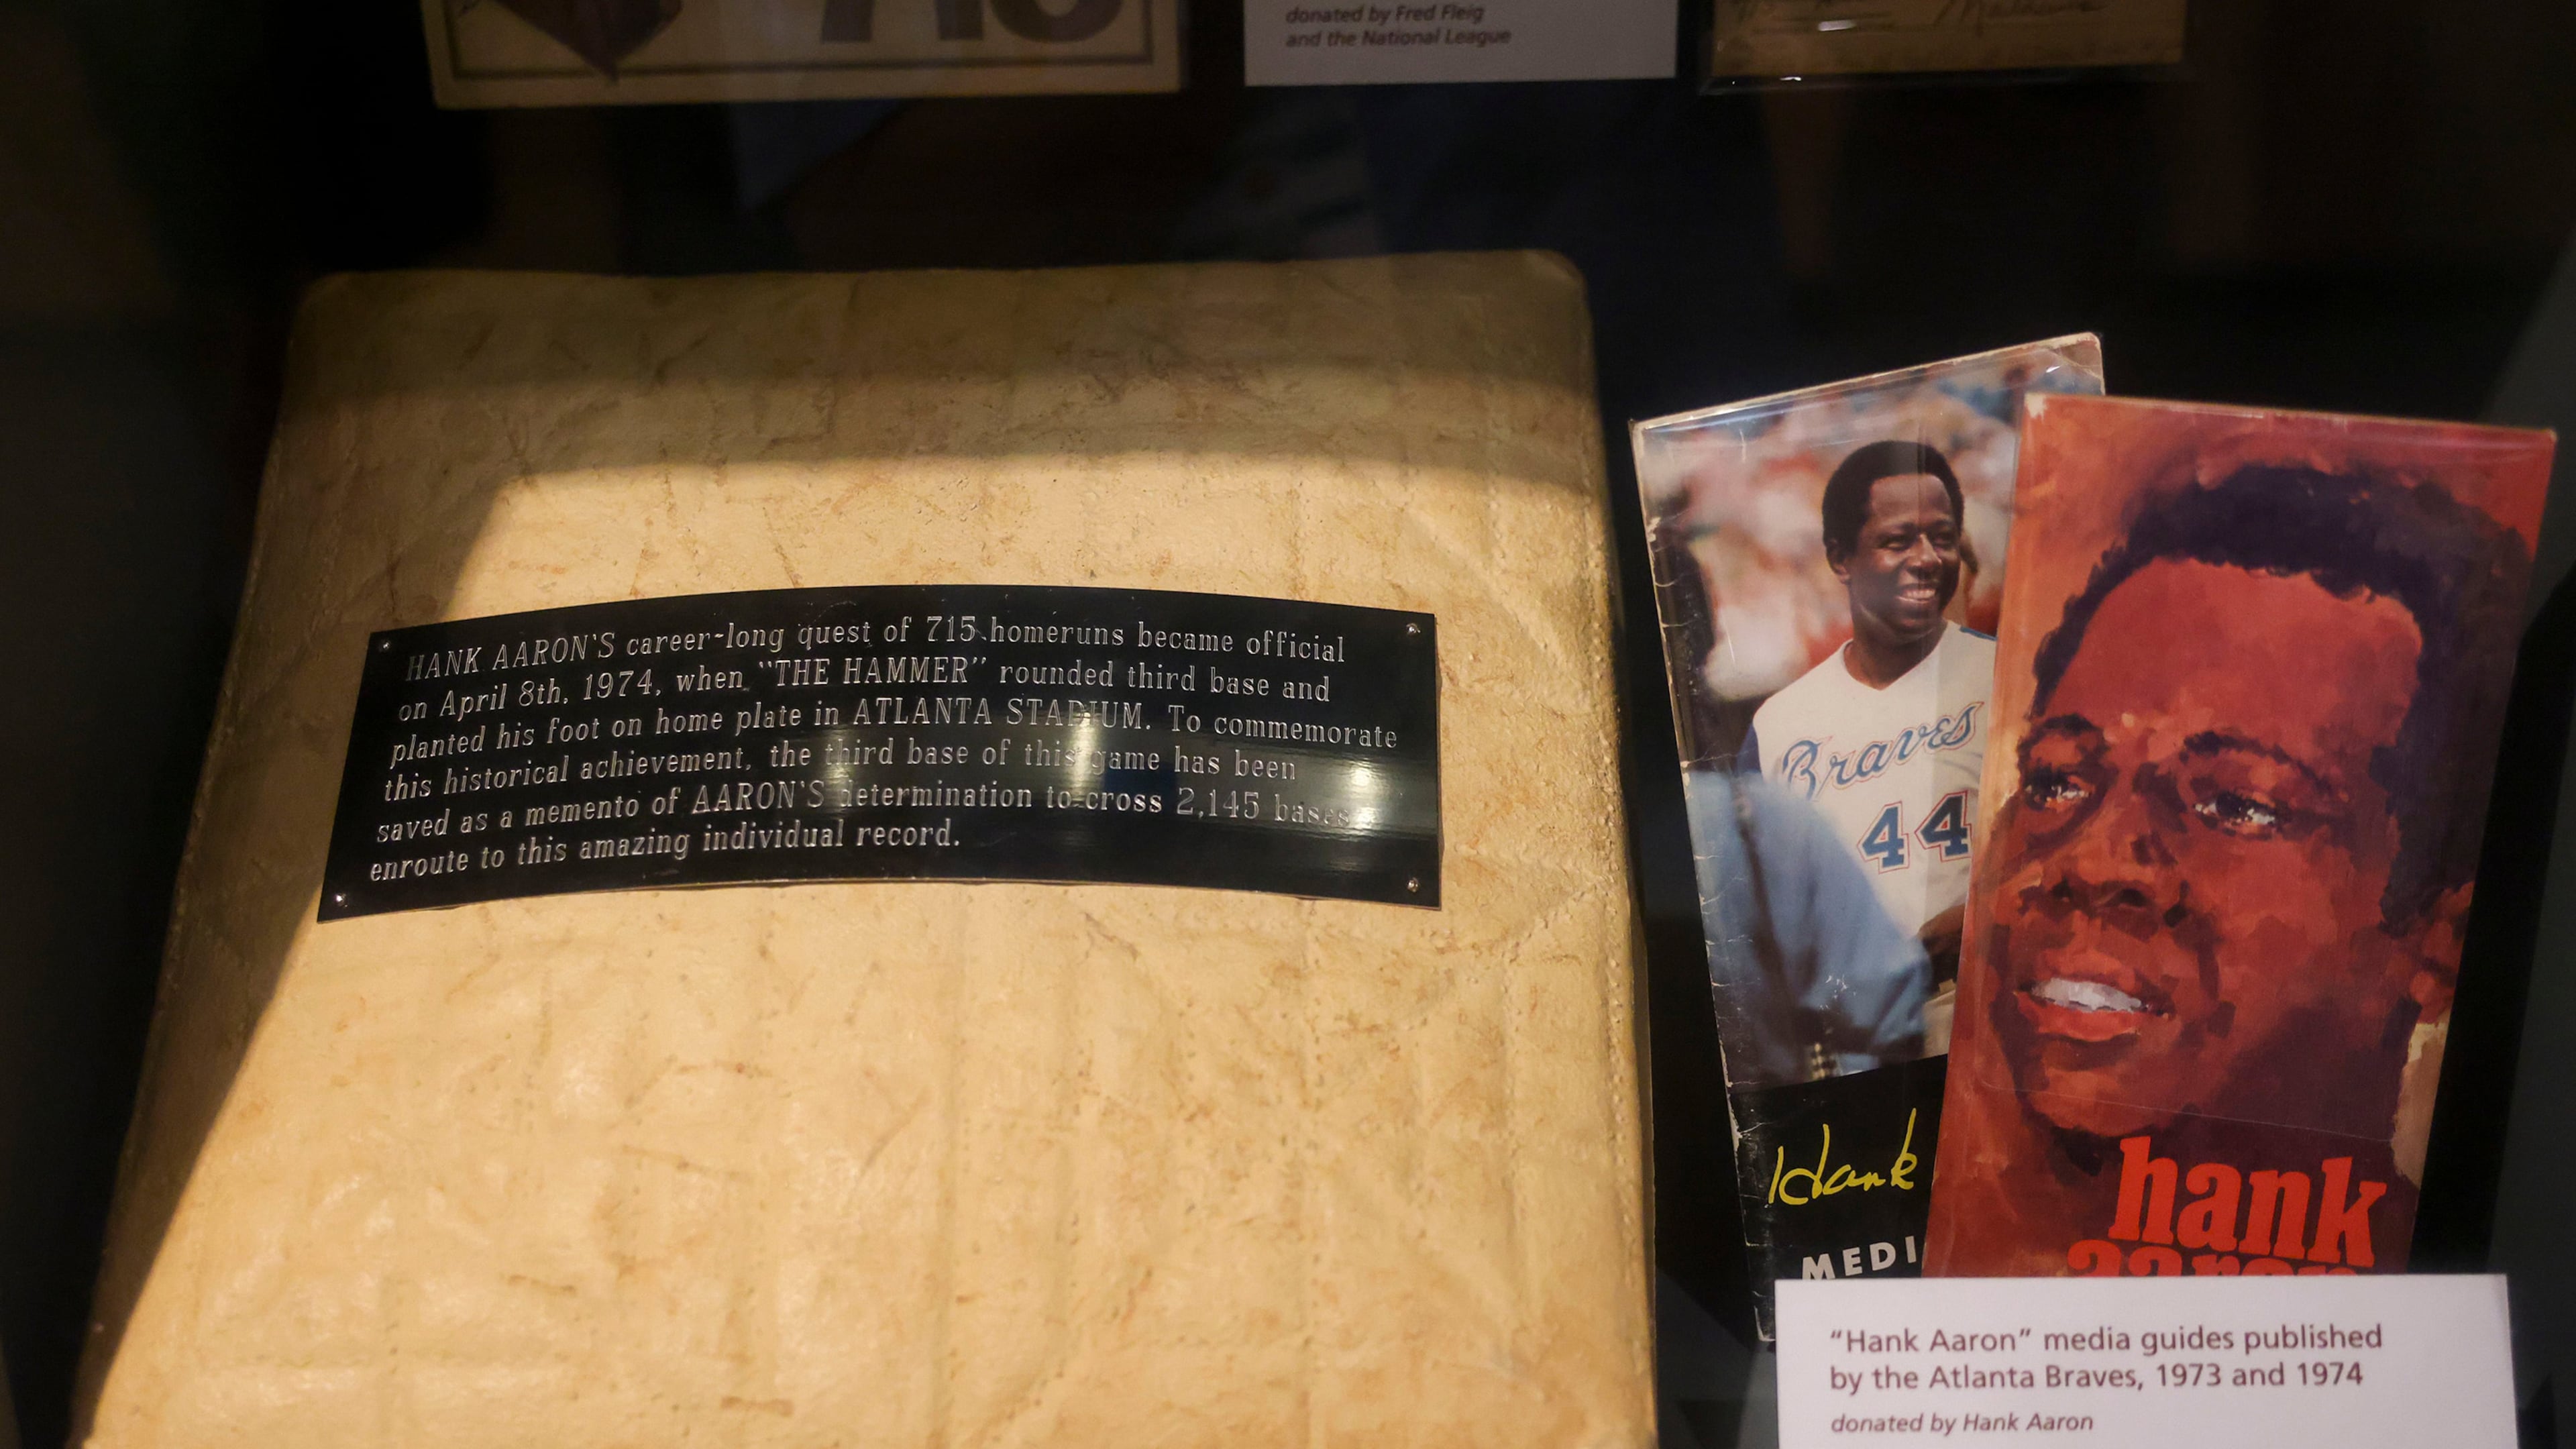 715
donated by Fred Fleig
and the National League
HANK AARON'S career-long quest of 715 homeruns became official
on April 8th, 1974, when "THE HAMMER" rounded third base and
planted his foot on home plate in ATLANTA STADIUM. To commemorate
this historical achievement, the third base of this game has been
saved as a memento of AARON'S determination to cross 2,145 bases
enroute to this amazing individual record.
Braves
44
Hank
MEDI
hank
aaron
"Hank Aaron" media guides published
by the Atlanta Braves, 1973 and 1974
donated by Hank Aaron